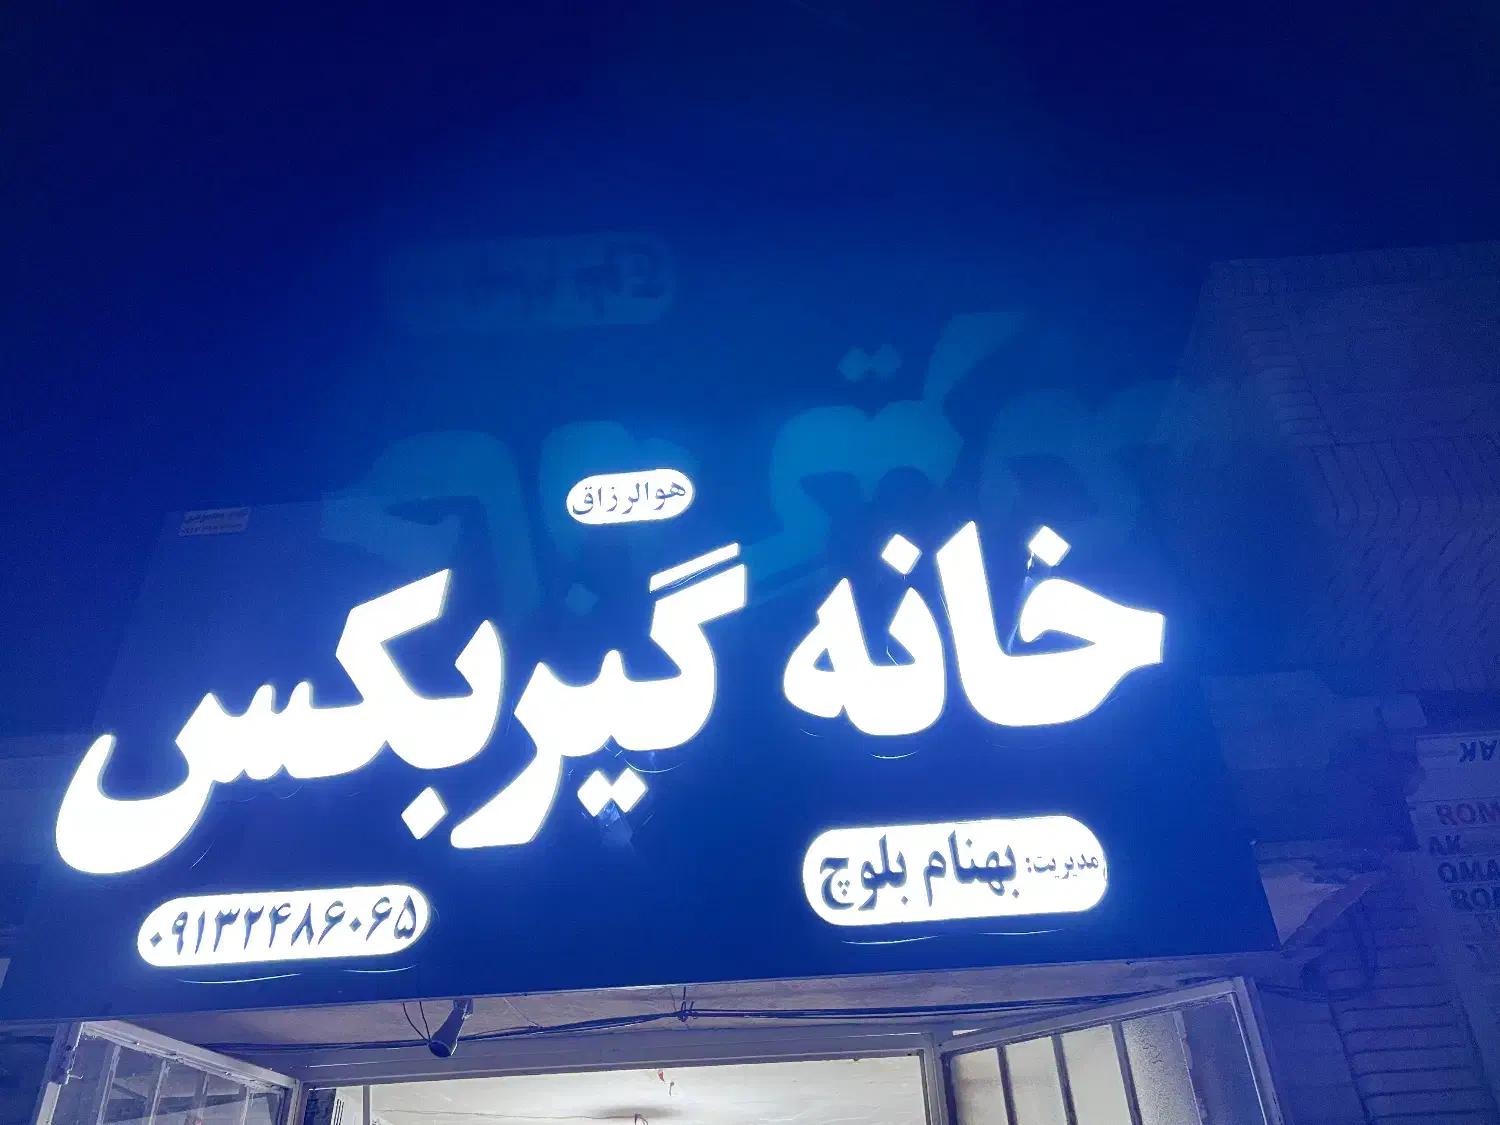 هوالرزاق
خانه گیربکس
مدیریت: بهنام بلوچ
۰۹۱۳۲۴۸۶۰۶۵